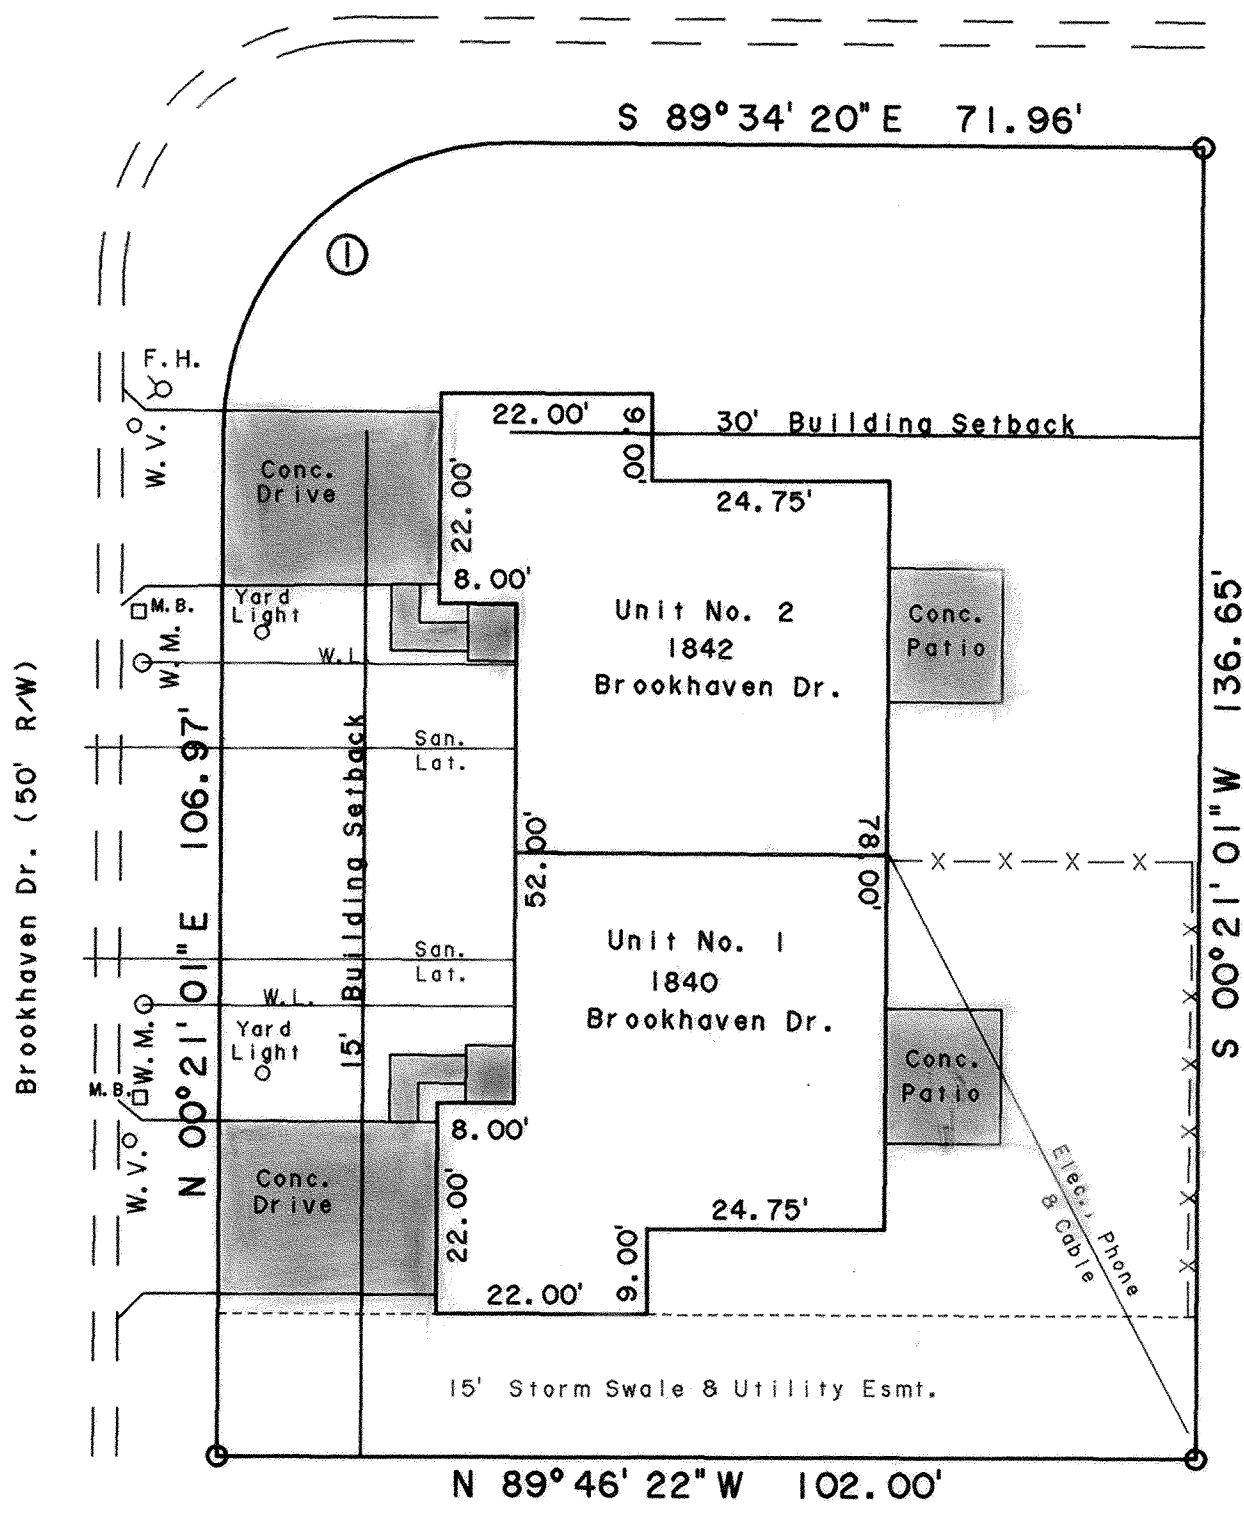 S 89° 34' 20" E 71.96'
1
F.H.
W.V.
22.00'
9.00'
30' Building Setback
Conc.
Drive
22.00'
24.75'
8.00'
Yard
Light
M.B.
W.M.
W.L.
Unit No. 2
1842
Brookhaven Dr.
Conc.
Patio
136.65'
S 00° 21' 01" W
Brookhaven Dr. (50' R/W)
N 00° 21' 01" E 106.97'
San.
Lat.
15' Building Setback
52.00'
78.00'
San.
Lat.
W.L.
Unit No. 1
1840
Brookhaven Dr.
Yard
Light
W.M.
M.B.
W.V.
Conc.
Patio
8.00'
Conc.
Drive
22.00'
24.75'
9.00'
22.00'
Elec., Phone
& Cable
15' Storm Swale & Utility Esmt.
N 89° 46' 22" W 102.00'